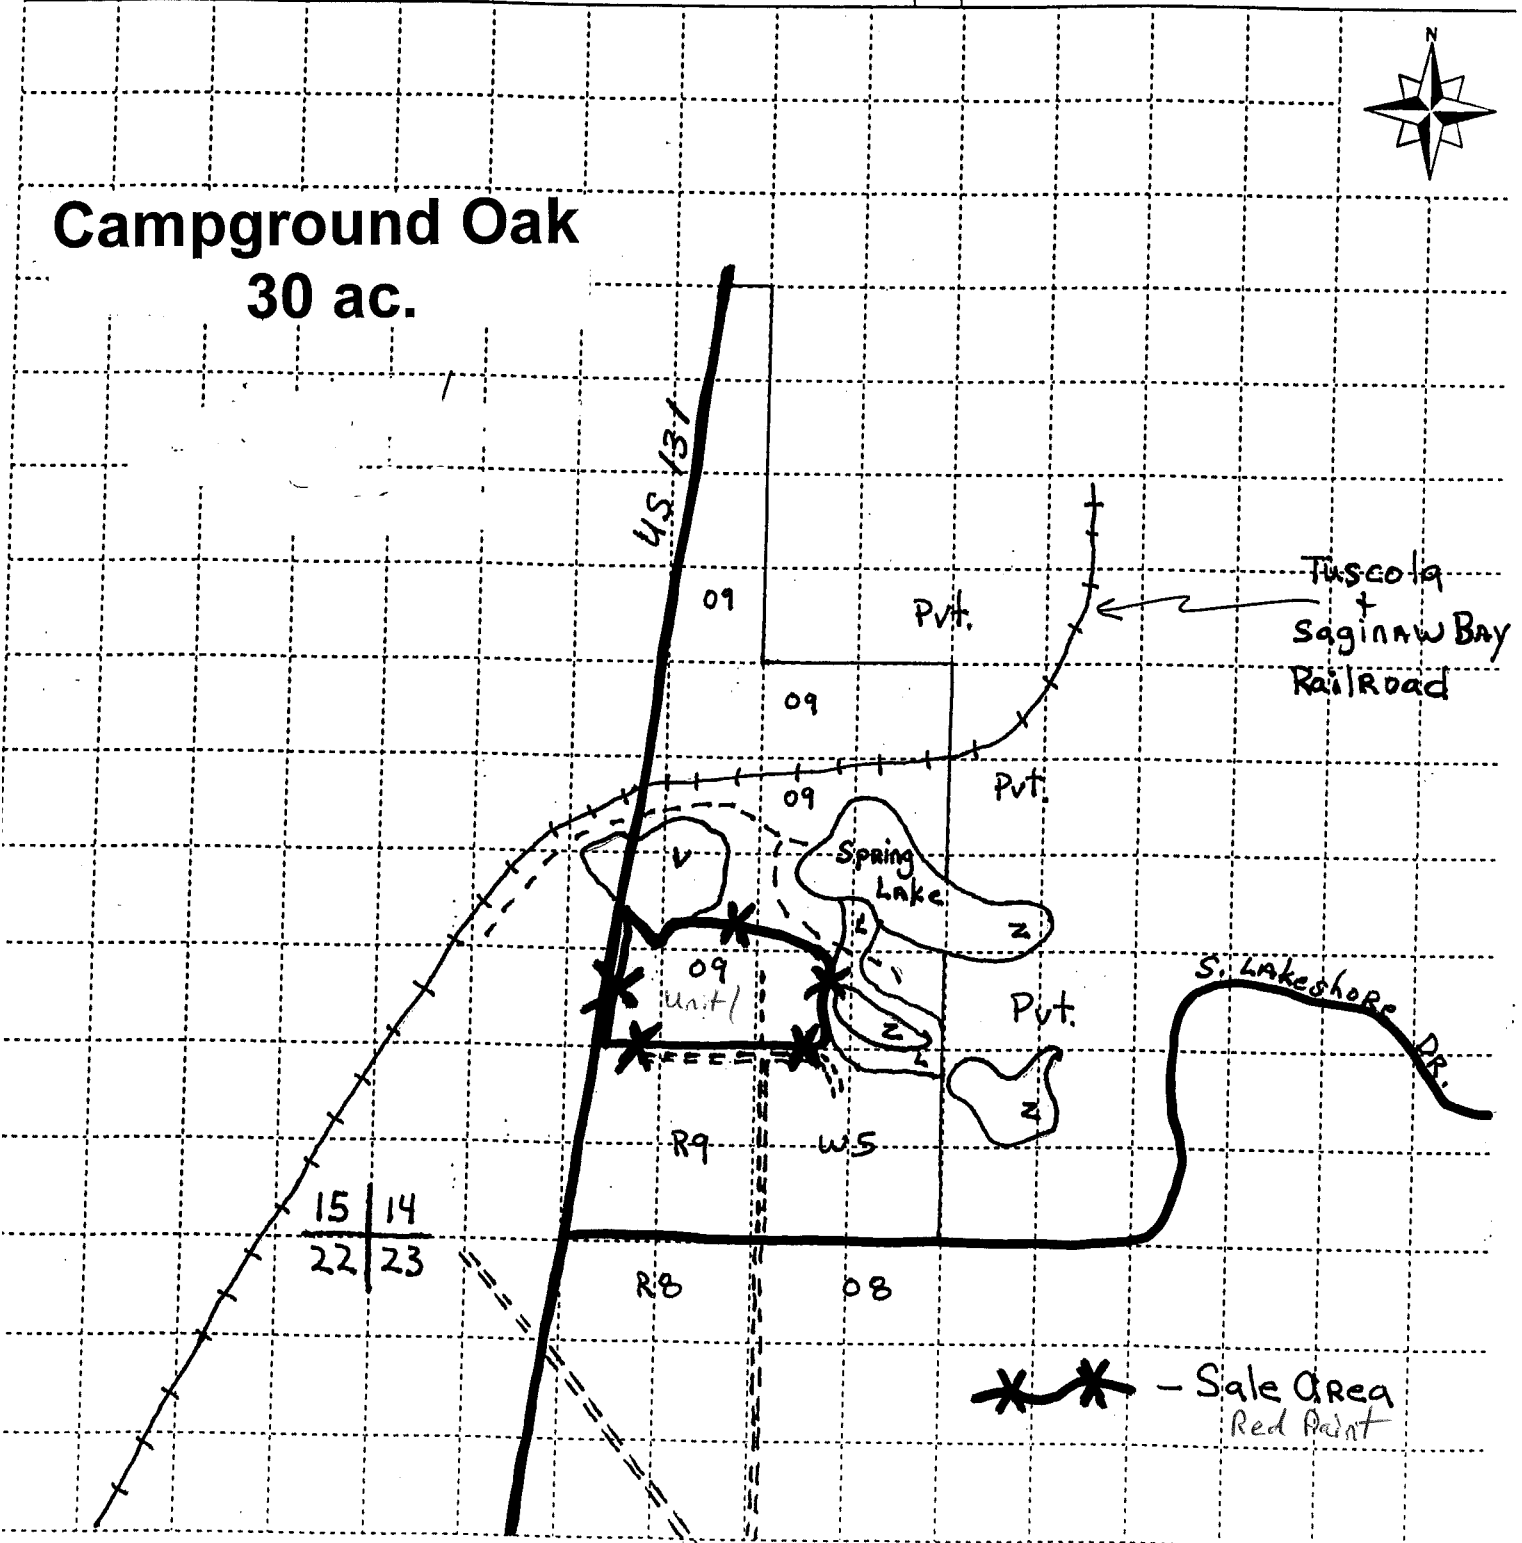 N
Campground Oak
30 ac.
US 131
09
Pvt.
Tuscola
+
Saginaw Bay
Railroad
09
09
Pvt.
V
Spring
Lake
L
Z
09
Unit 1
S. Lakeshore DR.
Pvt.
Z
L
Z
R9
W5
15 14
22 23
R8
08
- Sale Area
Red Paint